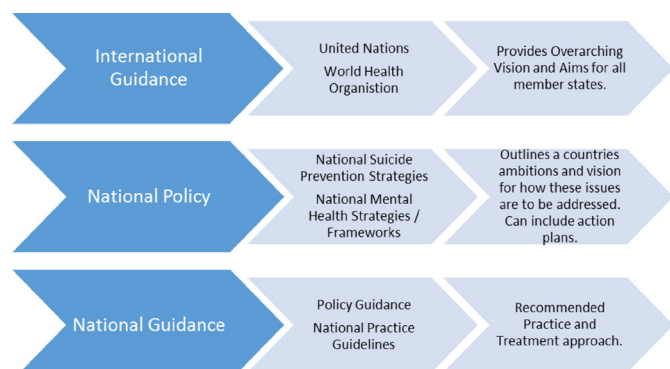 International
Guidance
United Nations
World Health
Organistion
Provides Overarching
Vision and Aims for all
member states.
National Policy
National Suicide
Prevention Strategies
National Mental
Health Strategies /
Frameworks
Outlines a countries
ambitions and vision
for how these issues
are to be addressed.
Can include action
plans.
National Guidance
Policy Guidance
National Practice
Guidelines
Recommended
Practice and
Treatment approach.